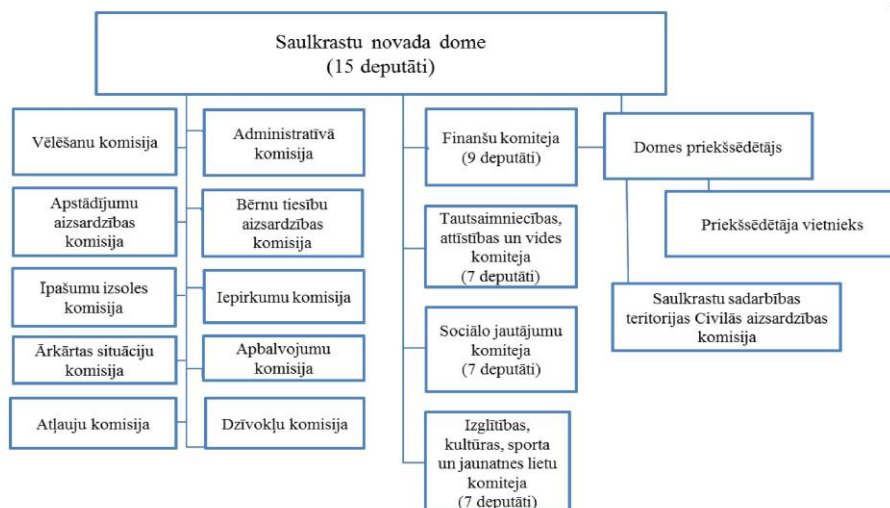 Saulkrastu novada dome
(15 deputāti)
Vēlēšanu komisija
Administratīvā
komisija
Apstādījumu
aizsardzības
komisija
Bērnu tiesību
aizsardzības
komisija
Īpašumu izsoles
komisija
Iepirkumu komisija
Ārkārtas situāciju
komisija
Apbalvojumu
komisija
Atļauju komisija
Dzīvokļu komisija
Finanšu komiteja
(9 deputāti)
Tautsaimniecības,
attīstības un vides
komiteja
(7 deputāti)
Sociālo jautājumu
komiteja
(7 deputāti)
Izglītības,
kultūras, sporta
un jaunatnes lietu
komiteja
(7 deputāti)
Domes priekšsēdētājs
Priekšsēdētāja vietnieks
Saulkrastu sadarbības
teritorijas Civilās aizsardzības
komisija